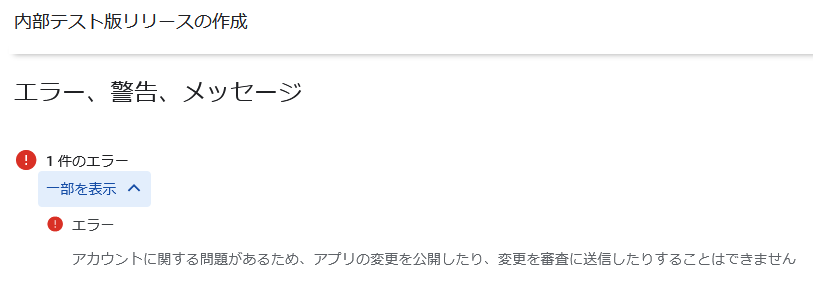 内部テスト版リリースの作成
エラー、警告、メッセージ
1 件のエラー
一部を表示
エラー
アカウントに関する問題があるため、アプリの変更を公開したり、変更を審査に送信したりすることはできません